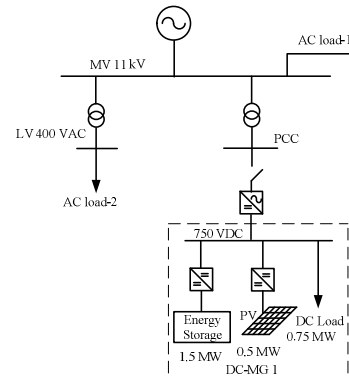 AC load-1
MV 11kV
LV 400 VAC
PCC
AC load-2
750 VDC
PV
Energy
Storage
DC Load
0.75 MW
1.5 MW
0.5 MW
DC-MG 1